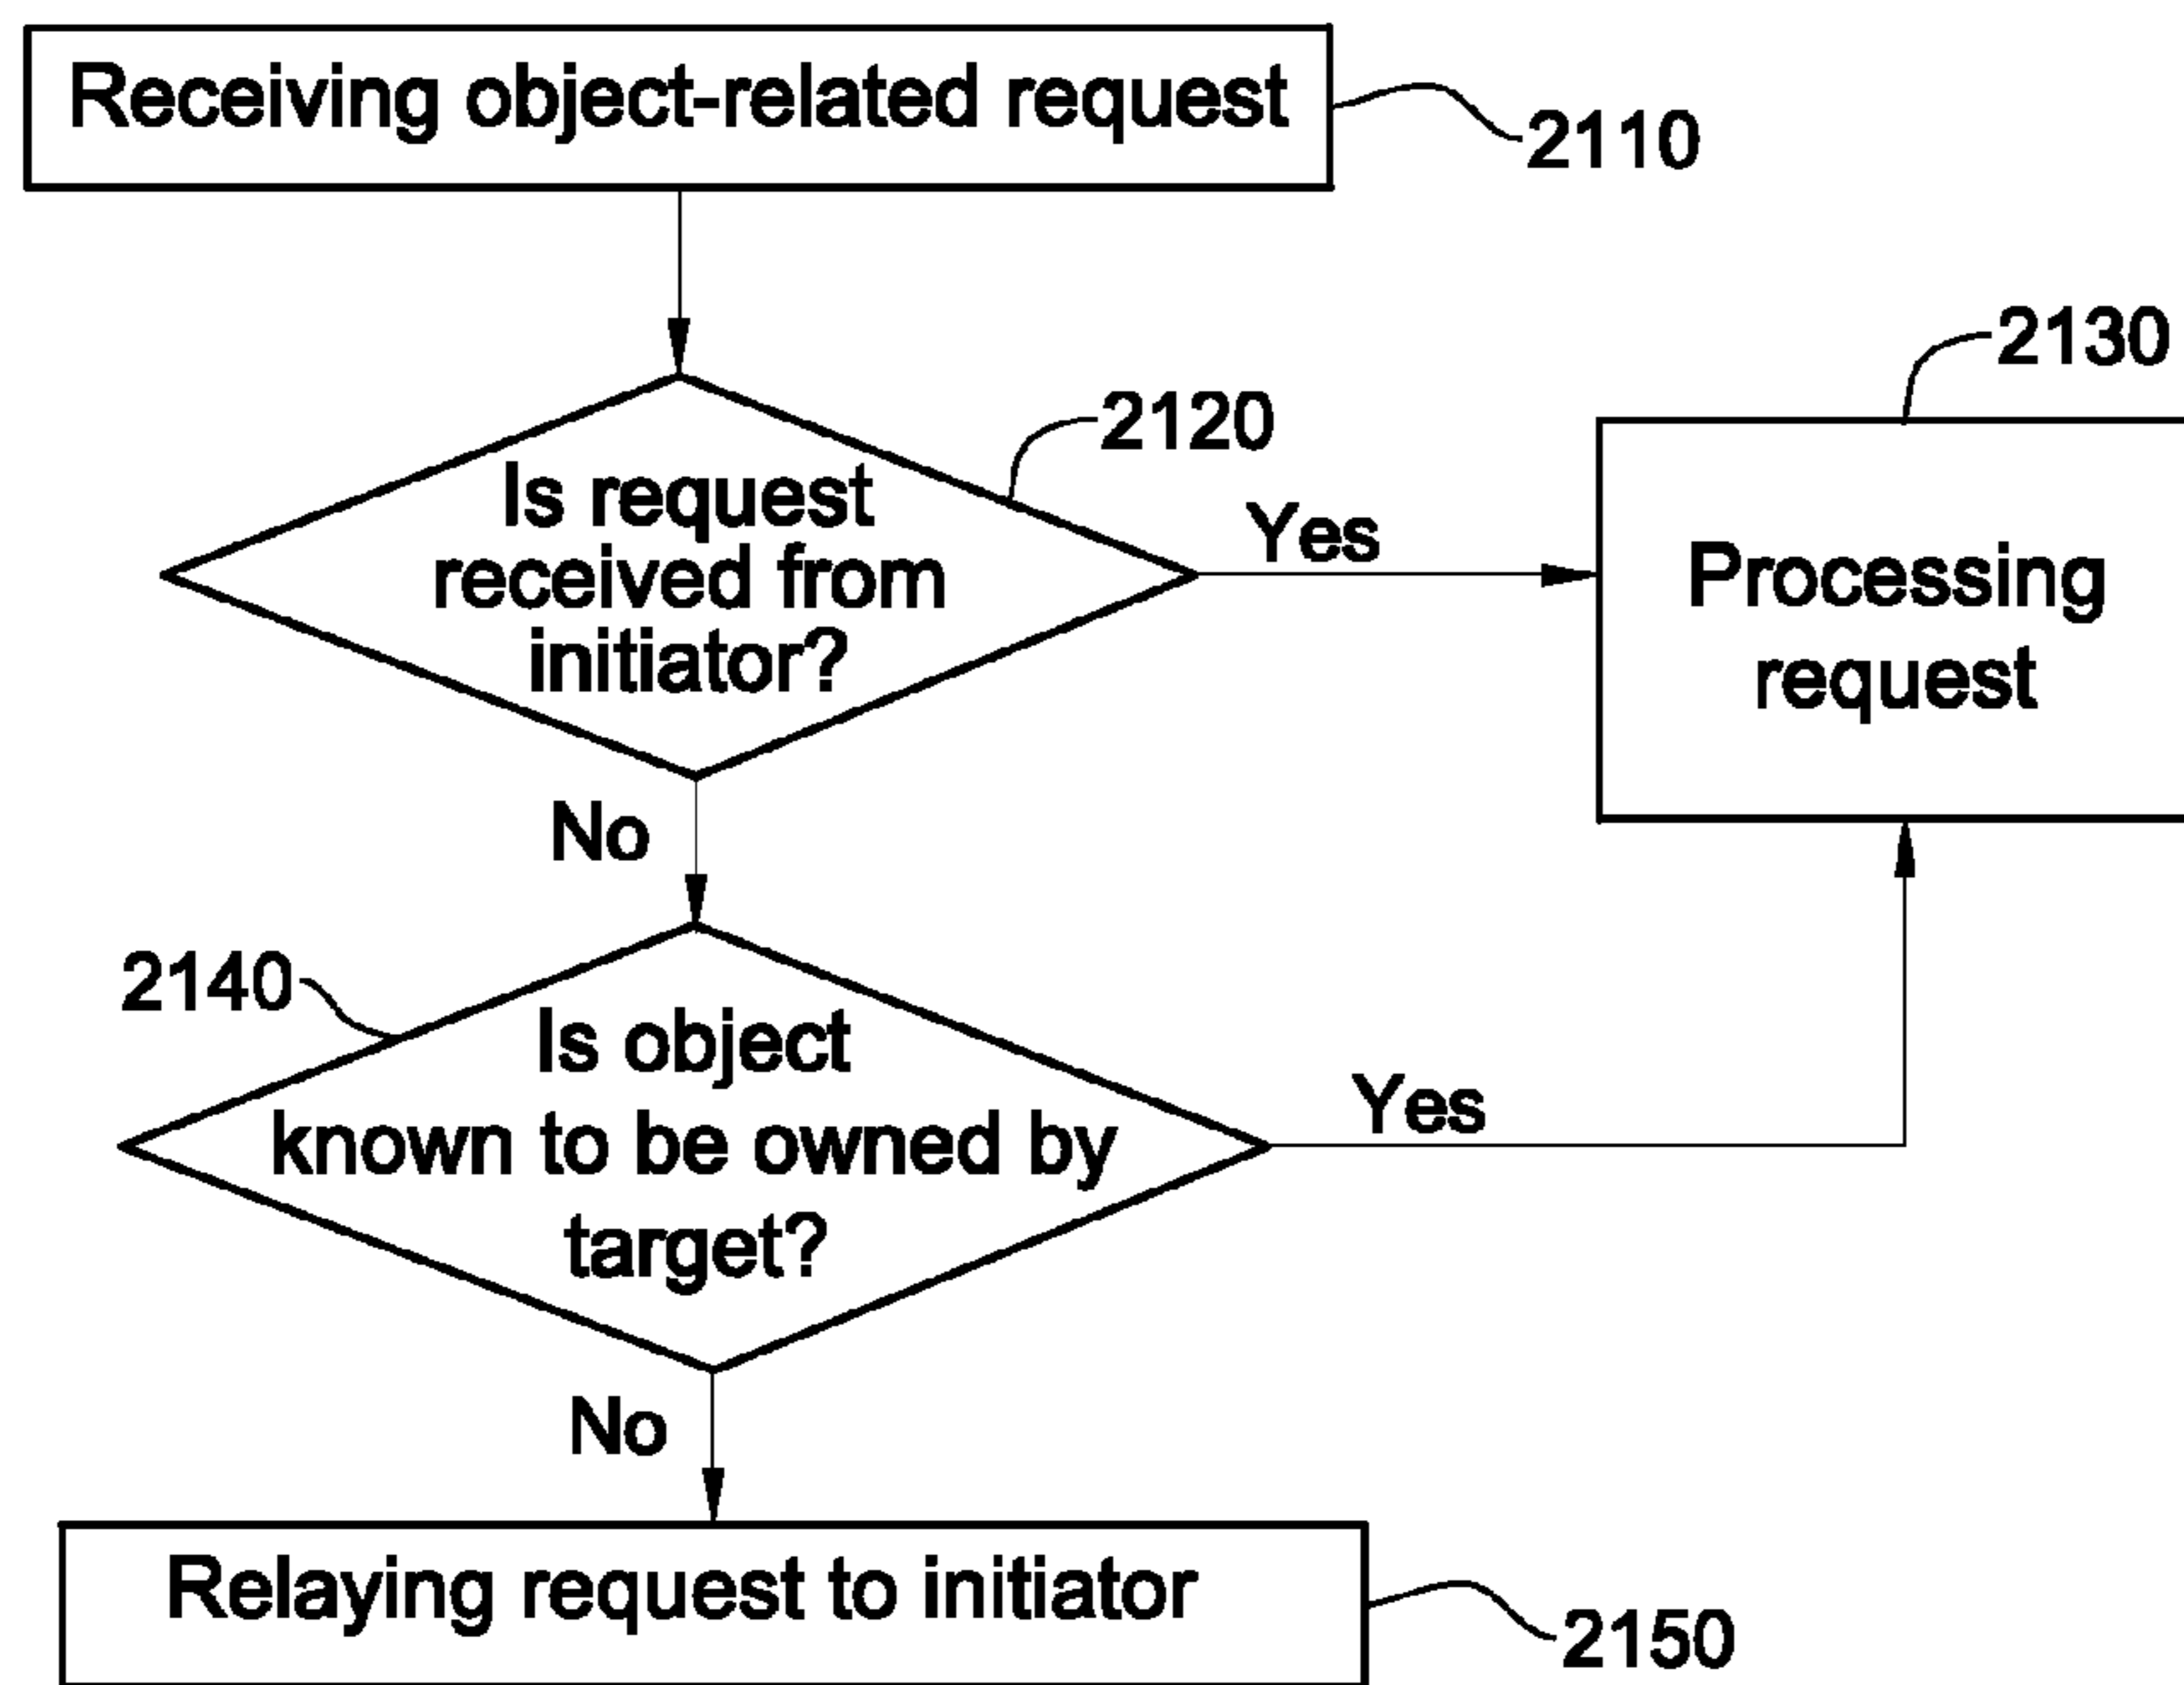 Receiving object-related request
2110
2130
2120
Is request
received from
initiator?
Yes
Processing
request
No
2140
Is object
known to be owned by
target?
Yes
No
Relaying request to initiator
2150